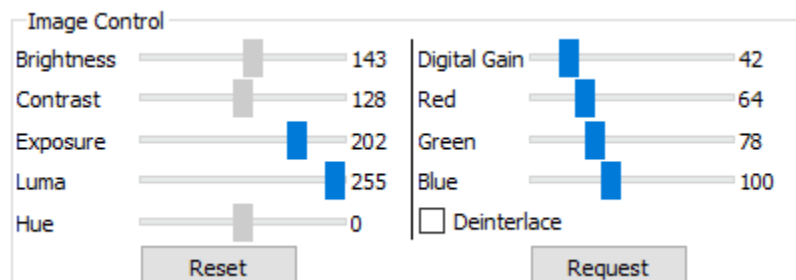 Image Control
Brightness 143 Digital Gain 42
Contrast 128 Red 64
Exposure 202 Green 78
Luma 255 Blue 100
Hue 0 Deinterlace
Reset Request